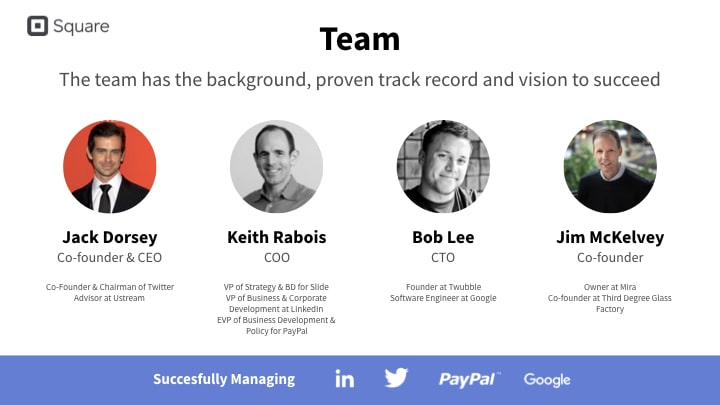 Square
Team
The team has the background, proven track record and vision to succeed
Jack Dorsey
Co-founder & CEO
Co-Founder & Chairman of Twitter
Advisor at Ustream
Keith Rabois
COO
VP of Strategy & BD for Slide
VP of Business & Corporate
Development at Linkedin
EVP of Business Development &
Policy for PayPal
Bob Lee
CTO
Founder at Twubble
Software Engineer at Google
Jim McKelvey
Co-founder
Owner at Mira
Co-founder at Third Degree Glass
Factory
Succesfully Managing
in
PayPal™
Google